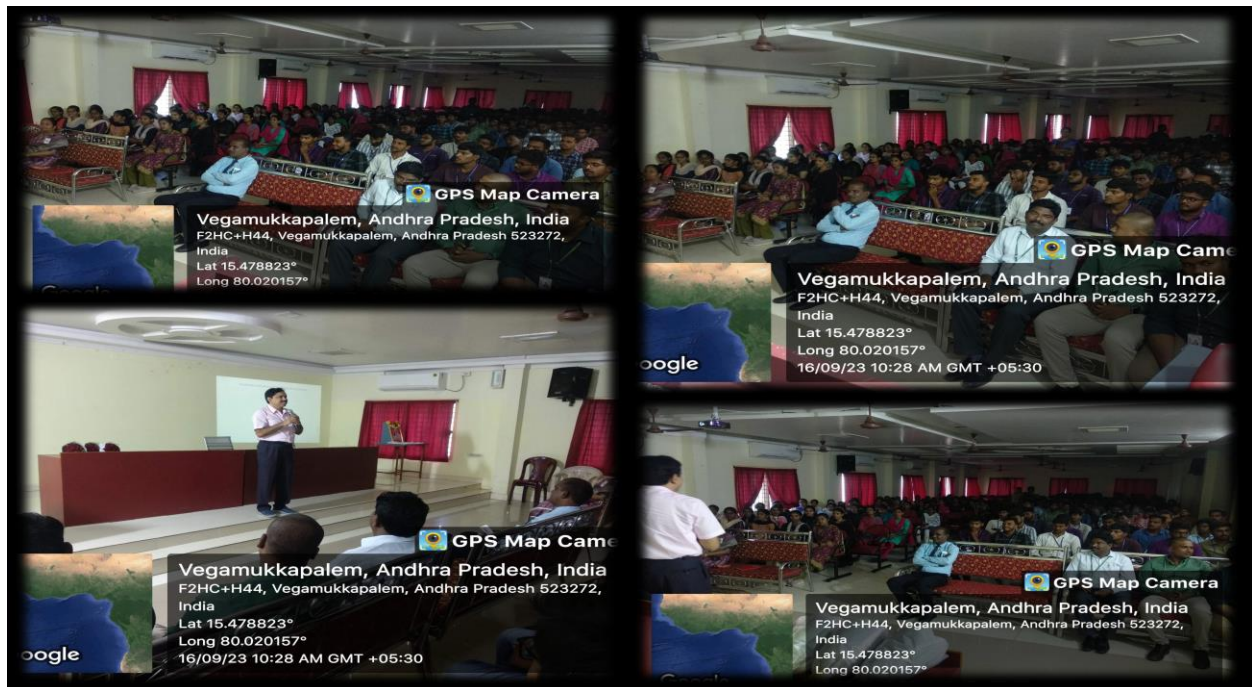 GPS Map Camera
Vegamukkapalem, Andhra Pradesh, India
F2HC+H44, Vegamukkapalem, Andhra Pradesh 523272,
India
Lat 15.478823°
Long 80.020157°
Google
GPS Map Came
Vegamukkapalem, Andhra Pradesh, India
F2HC+H44, Vegamukkapalem, Andhra Pradesh 523272,
India
Lat 15.478823°
Long 80.020157°
16/09/23 10:28 AM GMT +05:30
oogle
GPS Map Came
Vegamukkapalem, Andhra Pradesh, India
F2HC+H44, Vegamukkapalem, Andhra Pradesh 523272,
India
Lat 15.478823°
Long 80.020157°
16/09/23 10:28 AM GMT +05:30
oogle
GPS Map Camera
Vegamukkapalem, Andhra Pradesh, India
F2HC+H44, Vegamukkapalem, Andhra Pradesh 523272,
India
Lat 15.478823°
Long 80.020157°
Google